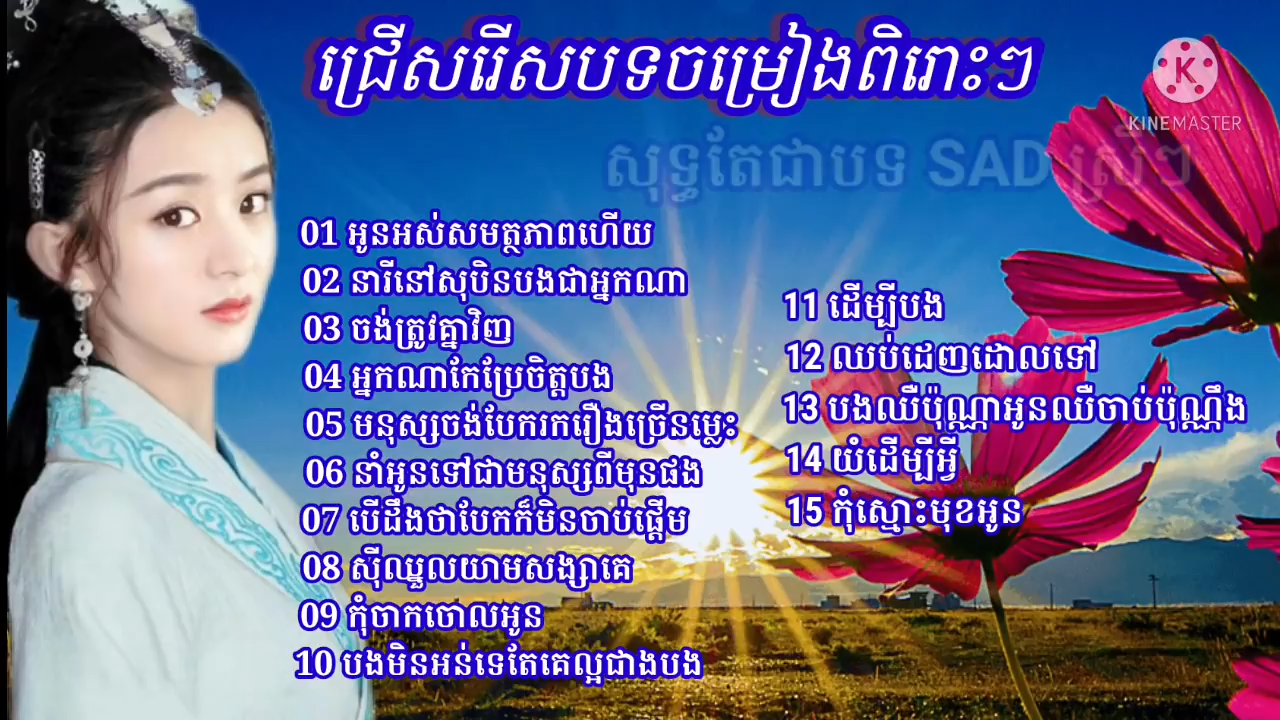 ជ្រើសរើសបទចម្រៀងពិរោះៗ
KINEMASTER
សុទ្ធតែជាបទ SAD ស្រីៗ
01 អូនអស់សមត្ថភាពហើយ
02 នារីនៅសុបិនបងជាអ្នកណា
03 ចង់ត្រូវគ្នាវិញ
04 អ្នកណាកែប្រែចិត្តបង
05 មនុស្សចង់បែករករឿងច្រើនម្លេះ
06 នាំអូនទៅជាមនុស្សពីមុនផង
07 បើដឹងថាបែកក៏មិនចាប់ផ្ដើម
08 ស៊ីឈ្នួលយាមសង្សាគេ
09 កុំចាកចោលអូន
10 បងមិនអន់ទេតែគេល្អជាងបង
11 ដើម្បីបង
12 ឈប់ដេញដោលទៅ
13 បងឈឺប៉ុណ្ណាអូនឈឺចាប់ប៉ុណ្ណឹង
14 យំដើម្បីអ្វី
15 កុំស្មោះមុខអូន